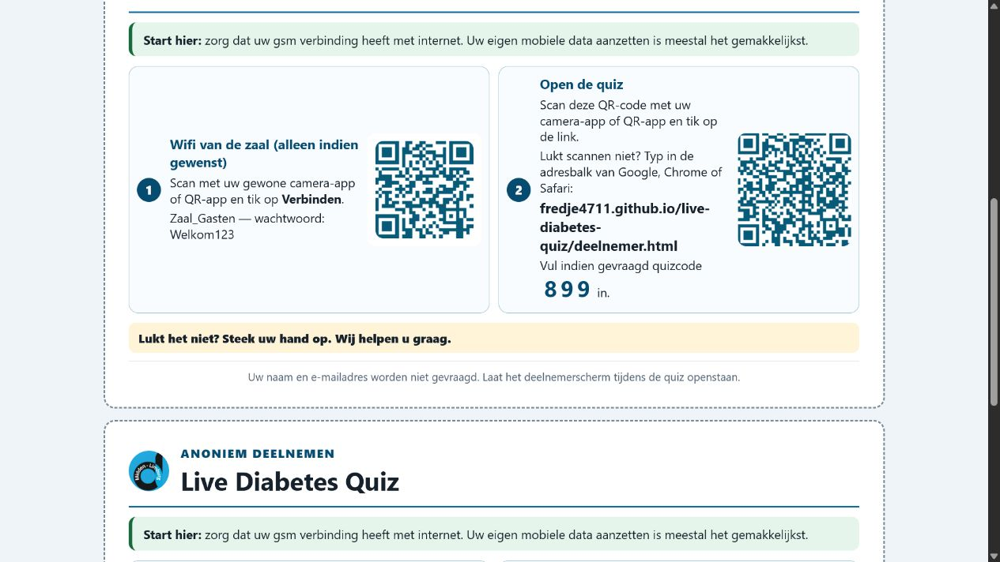 Start hier: zorg dat uw gsm verbinding heeft met internet. Uw eigen mobiele data aanzetten is meestal het gemakkelijkst.
1
Wifi van de zaal (alleen indien
gewenst)
Scan met uw gewone camera-app
of QR-app en tik op Verbinden.
Zaal_Gasten — wachtwoord:
Welkom123
2
Open de quiz
Scan deze QR-code met uw
camera-app of QR-app en tik op
de link.
Lukt scannen niet? Typ in de
adresbalk van Google, Chrome of
Safari:
fredje4711.github.io/live-
diabetes-
quiz/deelnemer.html
Vul indien gevraagd quizcode
899 in.
Lukt het niet? Steek uw hand op. Wij helpen u graag.
Uw naam en e-mailadres worden niet gevraagd. Laat het deelnemerscherm tijdens de quiz openstaan.
Midden - Limburg
ANONIEM DEELNEMEN
Live Diabetes Quiz
Start hier: zorg dat uw gsm verbinding heeft met internet. Uw eigen mobiele data aanzetten is meestal het gemakkelijkst.